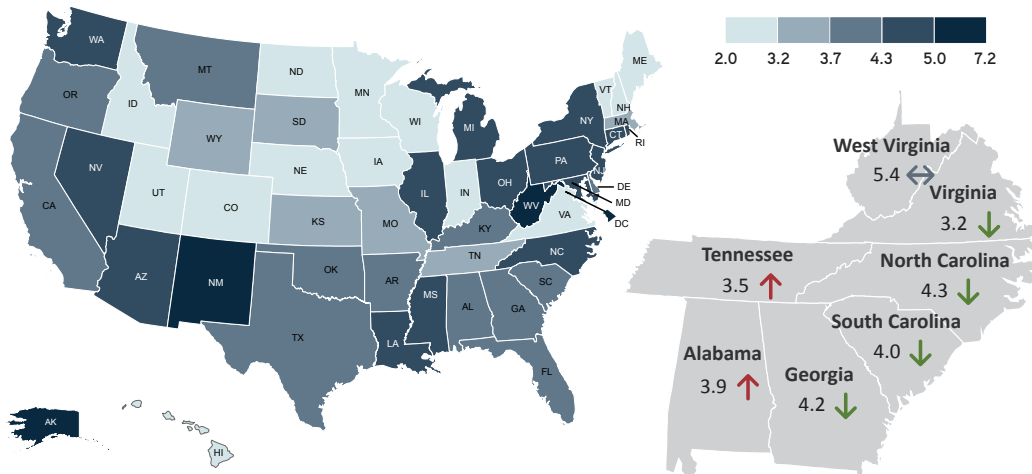 WA
OR
CA
NV
ID
MT
WY
UT
AZ
CO
NM
ND
SD
NE
KS
OK
TX
MN
IA
MO
AR
LA
WI
IL
MI
IN
OH
KY
TN
MS
AL
GA
FL
SC
NC
VA
WV
PA
NY
VT
NH
ME
MA
CT
RI
NJ
DE
MD
DC
AK
HI
2.0 3.2 3.7 4.3 5.0 7.2
West Virginia
5.4
Virginia
3.2
Tennessee
3.5
North Carolina
4.3
South Carolina
4.0
Alabama
3.9
Georgia
4.2